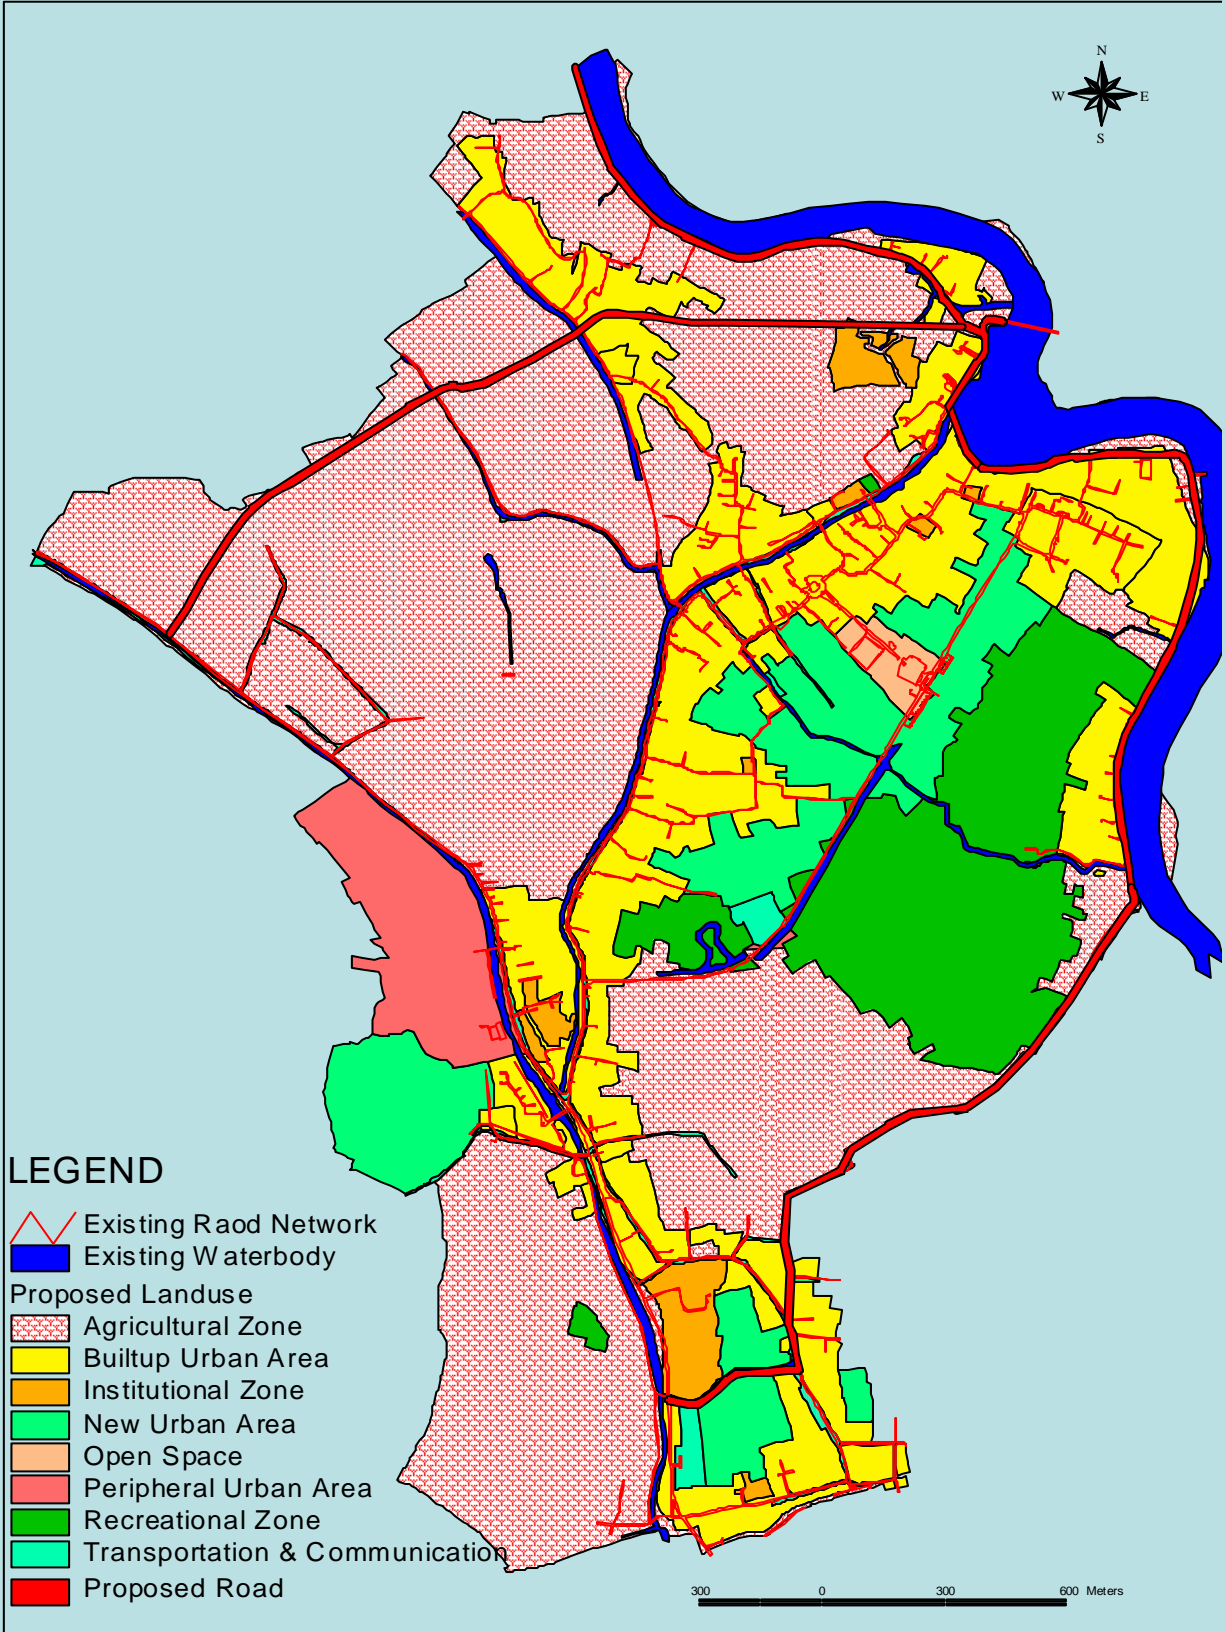 N
W E
S
LEGEND
Existing Raod Network
Existing Waterbody
Proposed Landuse
Agricultural Zone
Builtup Urban Area
Institutional Zone
New Urban Area
Open Space
Peripheral Urban Area
Recreational Zone
Transportation & Communication
Proposed Road
300 0 300 600 Meters